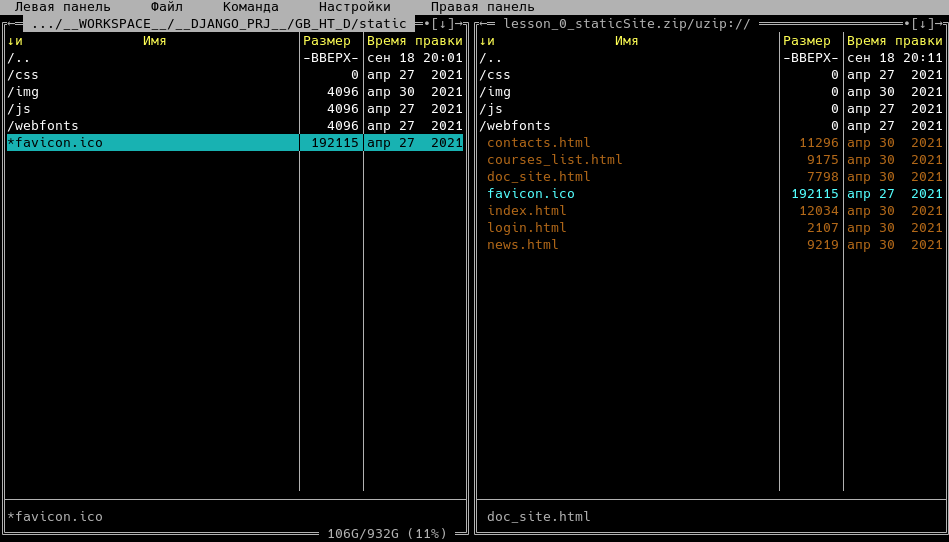 Левая панель Файл Команда Настройки Правая панель
.../__WORKSPACE__/__DJANGO_PRJ__/GB_HT_D/static •[↓]
↓и Имя Размер Время правки
/.. -ВВЕРХ- сен 18 20:01
/css 0 апр 27 2021
/img 4096 апр 30 2021
/js 4096 апр 27 2021
/webfonts 4096 апр 27 2021
*favicon.ico 192115 апр 27 2021
*favicon.ico
106G/932G (11%)
lesson_0_staticSite.zip/uzip:// •[↓]
↓и Имя Размер Время правки
/.. -ВВЕРХ- сен 18 20:11
/css 0 апр 27 2021
/img 0 апр 30 2021
/js 0 апр 27 2021
/webfonts 0 апр 27 2021
contacts.html 11296 апр 30 2021
courses_list.html 9175 апр 30 2021
doc_site.html 7798 апр 30 2021
favicon.ico 192115 апр 27 2021
index.html 12034 апр 30 2021
login.html 2107 апр 30 2021
news.html 9219 апр 30 2021
doc_site.html